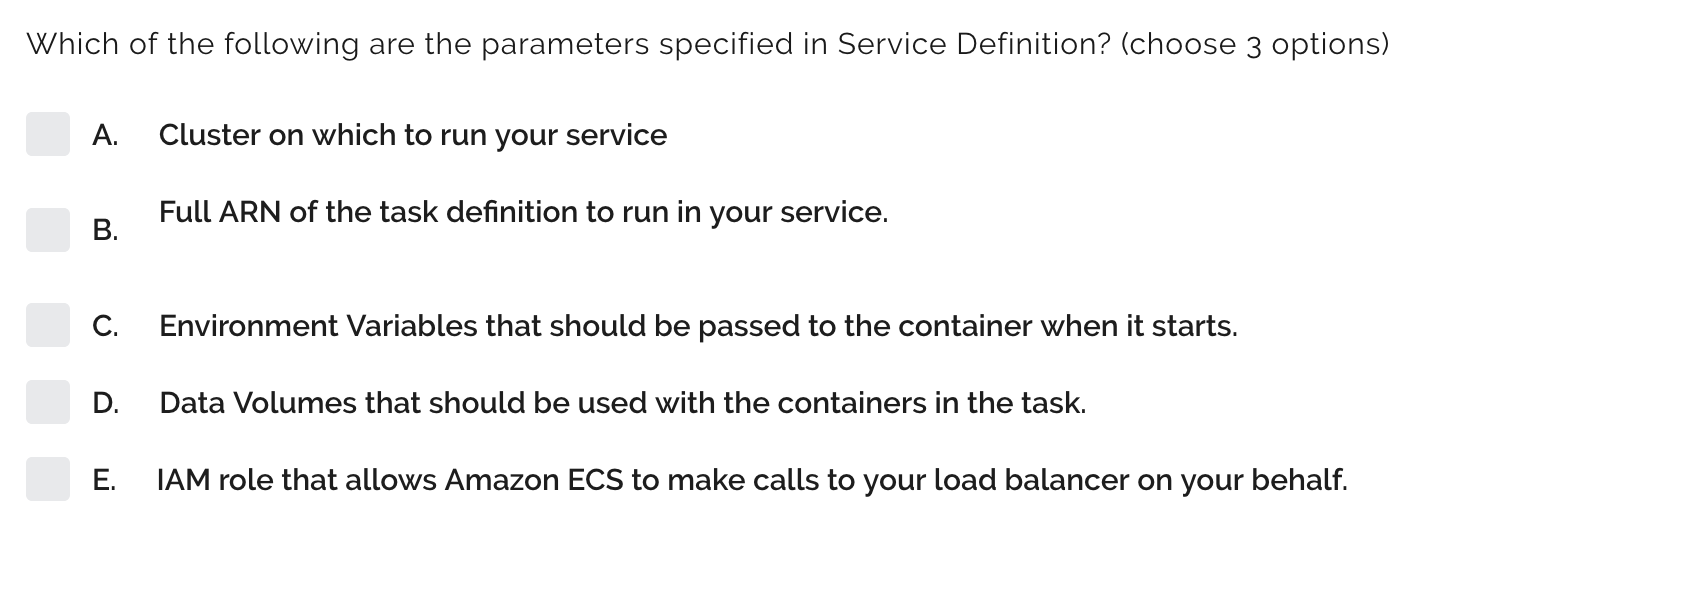 Which of the following are the parameters specified in Service Definition? (choose 3 options)
A. Cluster on which to run your service
B. Full ARN of the task definition to run in your service.
C. Environment Variables that should be passed to the container when it starts.
D. Data Volumes that should be used with the containers in the task.
E. IAM role that allows Amazon ECS to make calls to your load balancer on your behalf.